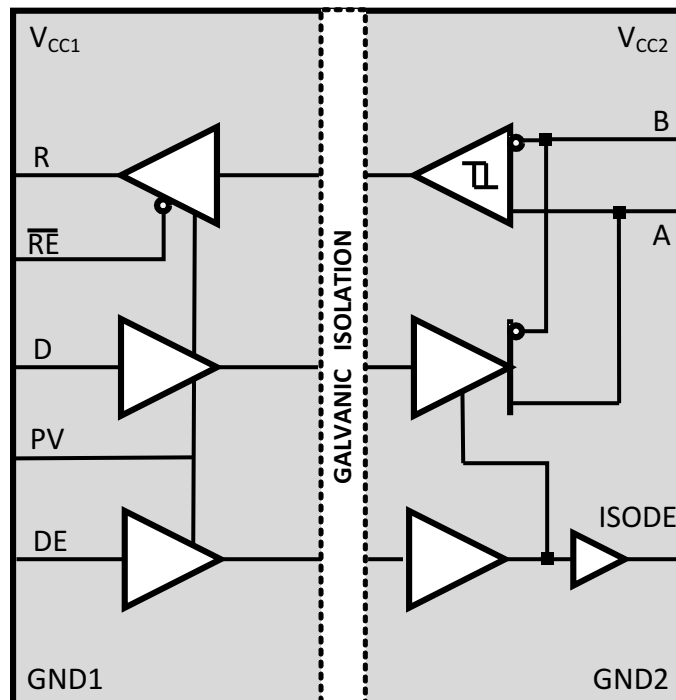 VCC1
VCC2
B
R
RE
A
GALVANIC ISOLATION
D
PV
DE
ISODE
GND1
GND2